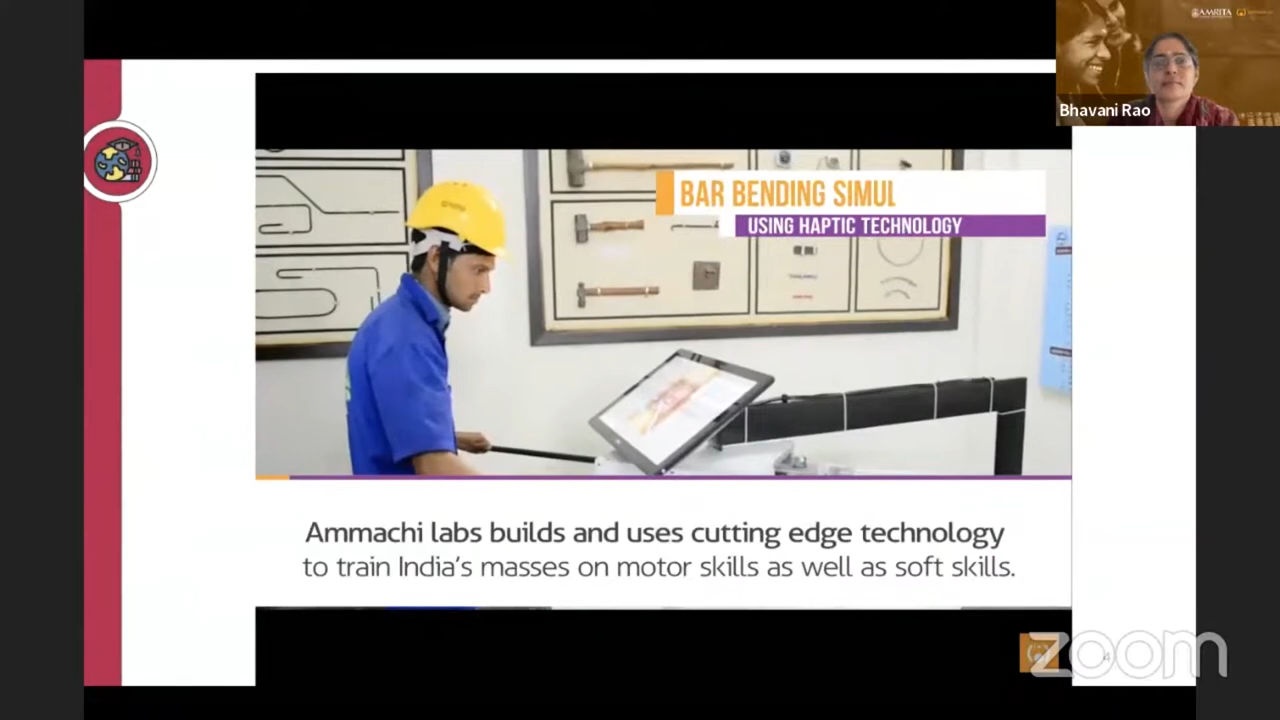 AMRITA
Bhavani Rao
BAR BENDING SIMUL
USING HAPTIC TECHNOLOGY
Ammachi labs builds and uses cutting edge technology
to train India's masses on motor skills as well as soft skills.
zoom